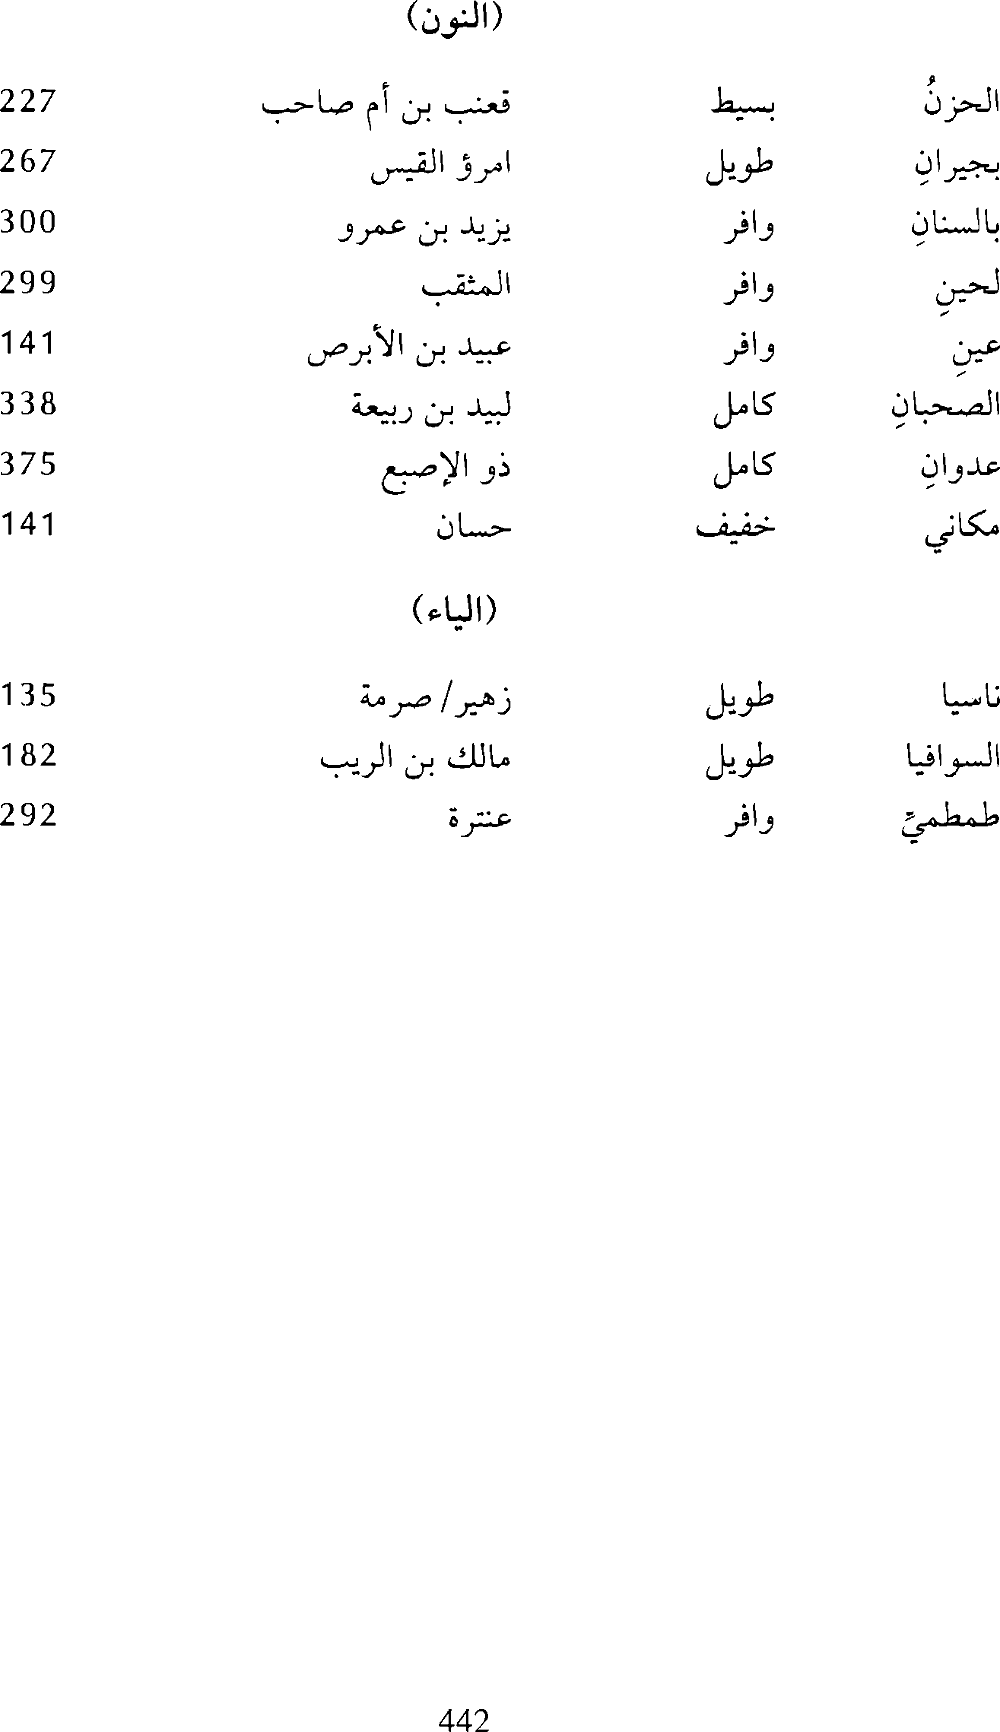 (النون)
الحزنُ بسيط قعنب بن أم صاحب 227
بجيرانِ طويل امرؤ القيس 267
بالسنانِ وافر يزيد بن عمرو 300
لحينِ وافر المثقب 299
عينِ وافر عبيد بن الأبرص 141
الصحبانِ كامل لبيد بن ربيعة 338
عدوانِ كامل ذو الإصبع 375
مكاني خفيف حسان 141
(الياء)
ناسيا طويل زهير/ صرمة 135
السوافيا طويل مالك بن الريب 182
طمطميِّ وافر عنترة 292
442